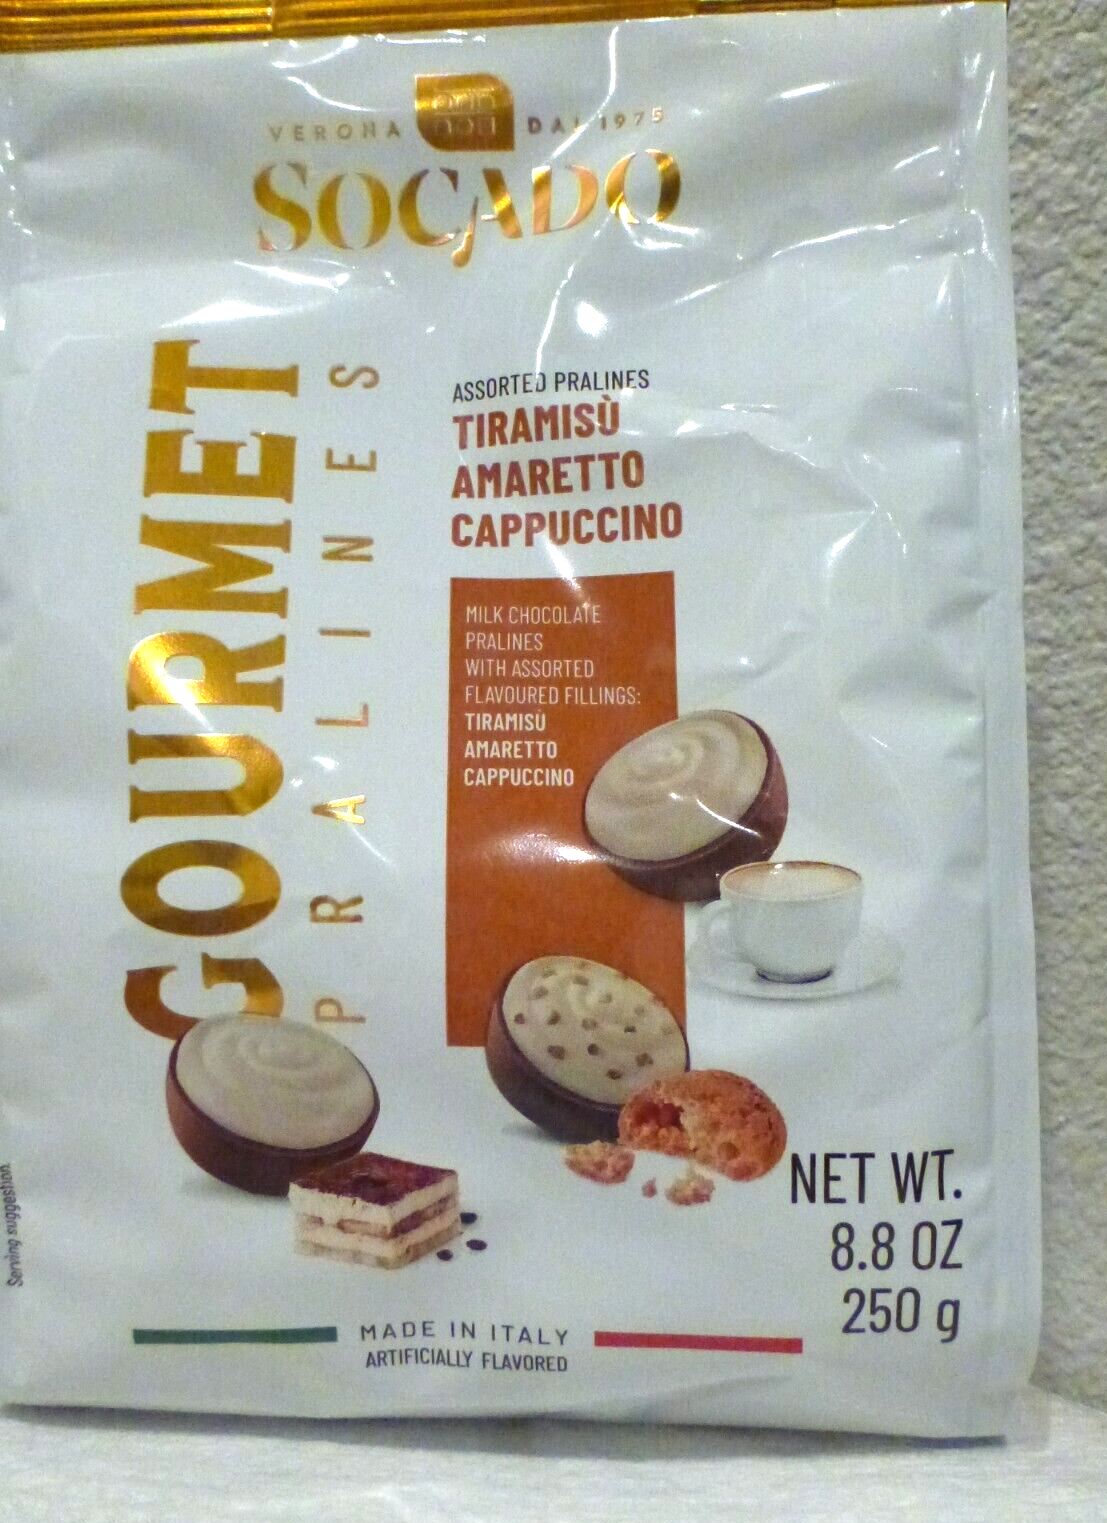 VERONA DAL 1975
SOCADO
GOURMET
PRALINES
ASSORTED PRALINES
TIRAMISÙ
AMARETTO
CAPPUCCINO
MILK CHOCOLATE
PRALINES
WITH ASSORTED
FLAVOURED FILLINGS:
TIRAMISÙ
AMARETTO
CAPPUCCINO
NET WT.
8.8 OZ
250 g
Serving suggestion
MADE IN ITALY
ARTIFICIALLY FLAVORED